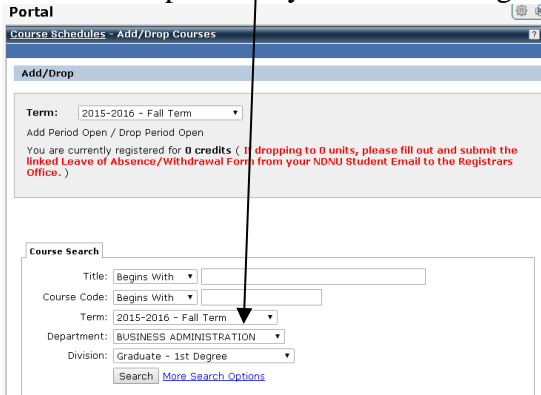 Portal
Course Schedules - Add/Drop Courses
?
Add/Drop
Term: 2015-2016 - Fall Term
Add Period Open / Drop Period Open
You are currently registered for 0 credits ( If dropping to 0 units, please fill out and submit the
linked Leave of Absence/Withdrawal Form from your NDNU Student Email to the Registrars
Office. )
Course Search
Title: Begins With
Course Code: Begins With
Term: 2015-2016 - Fall Term
Department: BUSINESS ADMINISTRATION
Division: Graduate - 1st Degree
Search More Search Options